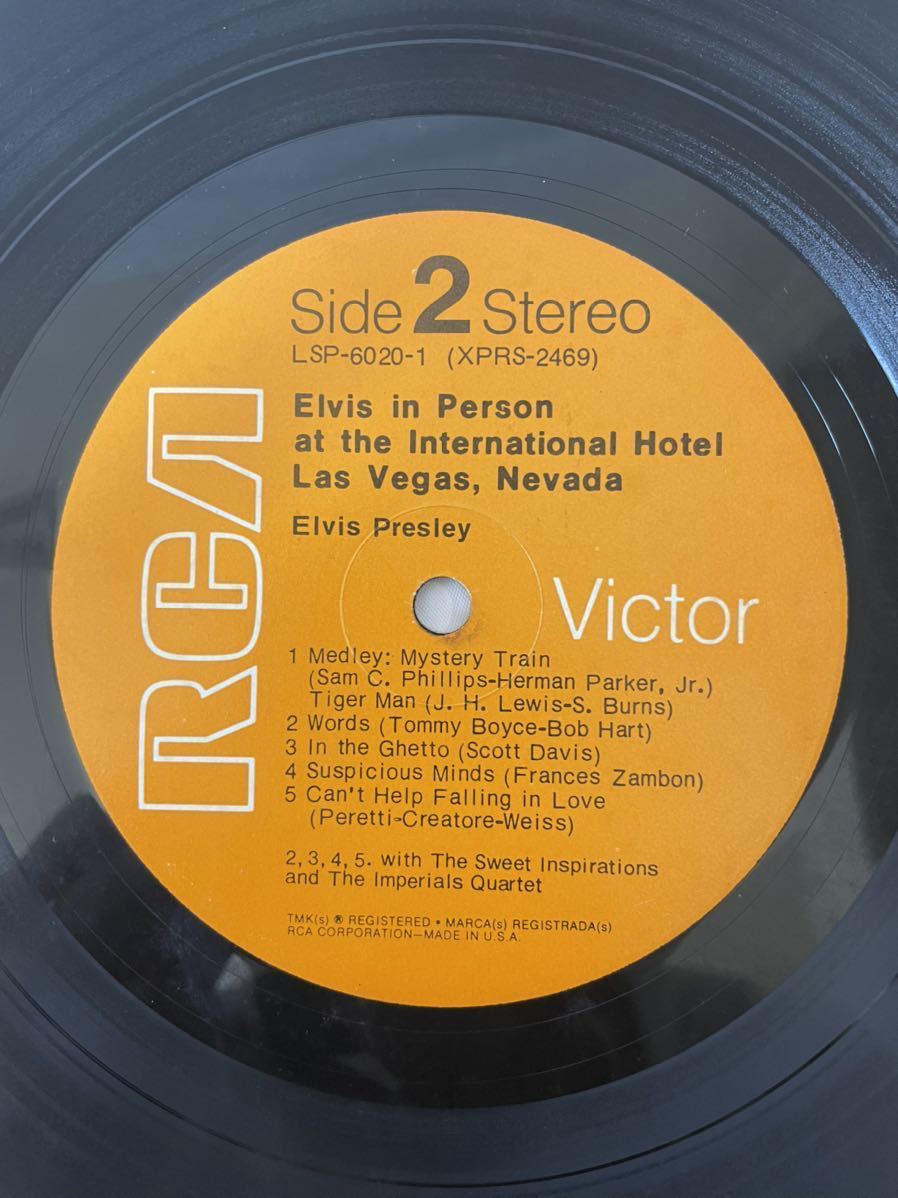 Side 2 Stereo
LSP-6020-1 (XPRS-2469)
Elvis in Person
at the International Hotel
Las Vegas, Nevada
Elvis Presley
RCA
Victor
1 Medley: Mystery Train
(Sam C. Phillips-Herman Parker, Jr.)
Tiger Man (J. H. Lewis-S. Burns)
2 Words (Tommy Boyce-Bob Hart)
3 In the Ghetto (Scott Davis)
4 Suspicious Minds (Frances Zambon)
5 Can't Help Falling in Love
(Peretti-Creatore-Weiss)
2,3,4,5. with The Sweet Inspirations
and The Imperials Quartet
TMK(s) ® REGISTERED • MARCA(s) REGISTRADA(s)
RCA CORPORATION—MADE IN U.S.A.